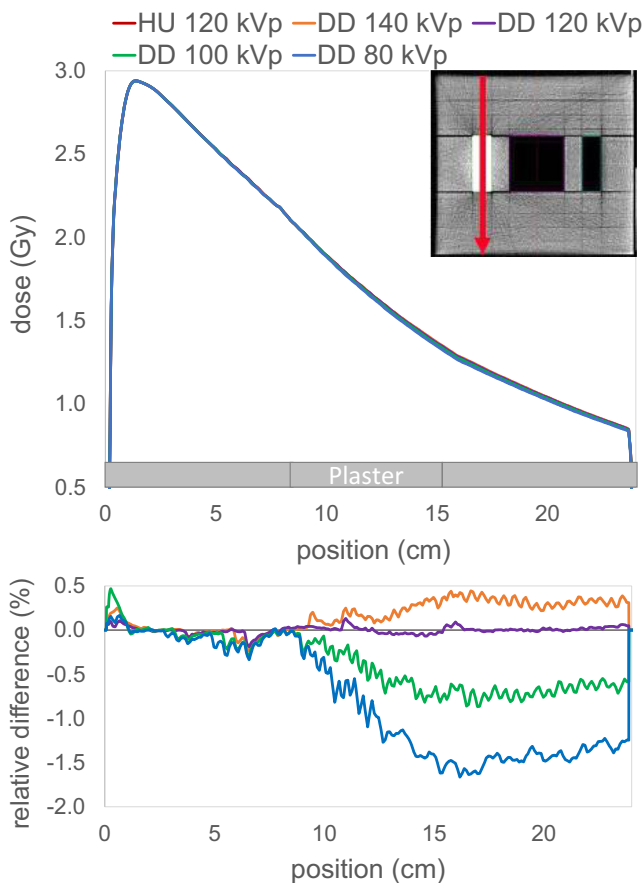 HU 120 kVp DD 140 kVp DD 120 kVp
DD 100 kVp DD 80 kVp
3.0
2.5
2.0
1.5
1.0
0.5
dose (Gy)
Plaster
0 5 10 15 20
position (cm)
0.5
0.0
-0.5
-1.0
-1.5
-2.0
relative difference (%)
0 5 10 15 20
position (cm)